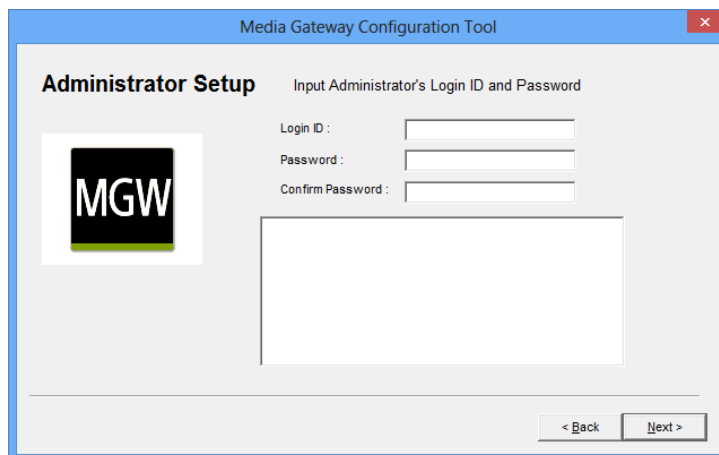 Media Gateway Configuration Tool
x
Administrator Setup
Input Administrator's Login ID and Password
Login ID :
Password :
Confirm Password :
MGW
< Back
Next >